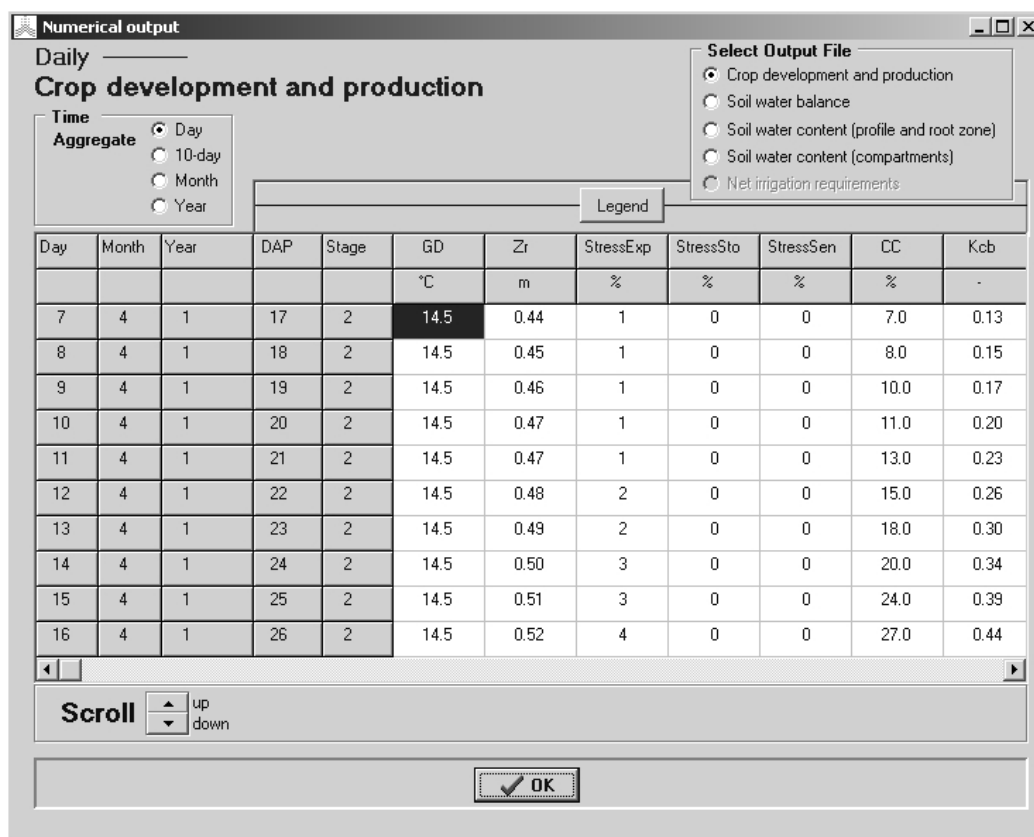 Numerical output
Daily
Crop development and production
Select Output File
Crop development and production
Soil water balance
Soil water content (profile and root zone)
Soil water content (compartments)
Net irrigation requirements
Time
Aggregate
Day
10-day
Month
Year
Legend
Day Month Year DAP Stage GD Zr StressExp StressSto StressSen CC Kcb
°C m % % % % -
7 4 1 17 2 14.5 0.44 1 0 0 7.0 0.13
8 4 1 18 2 14.5 0.45 1 0 0 8.0 0.15
9 4 1 19 2 14.5 0.46 1 0 0 10.0 0.17
10 4 1 20 2 14.5 0.47 1 0 0 11.0 0.20
11 4 1 21 2 14.5 0.47 1 0 0 13.0 0.23
12 4 1 22 2 14.5 0.48 2 0 0 15.0 0.26
13 4 1 23 2 14.5 0.49 2 0 0 18.0 0.30
14 4 1 24 2 14.5 0.50 3 0 0 20.0 0.34
15 4 1 25 2 14.5 0.51 3 0 0 24.0 0.39
16 4 1 26 2 14.5 0.52 4 0 0 27.0 0.44
Scroll
up
down
OK